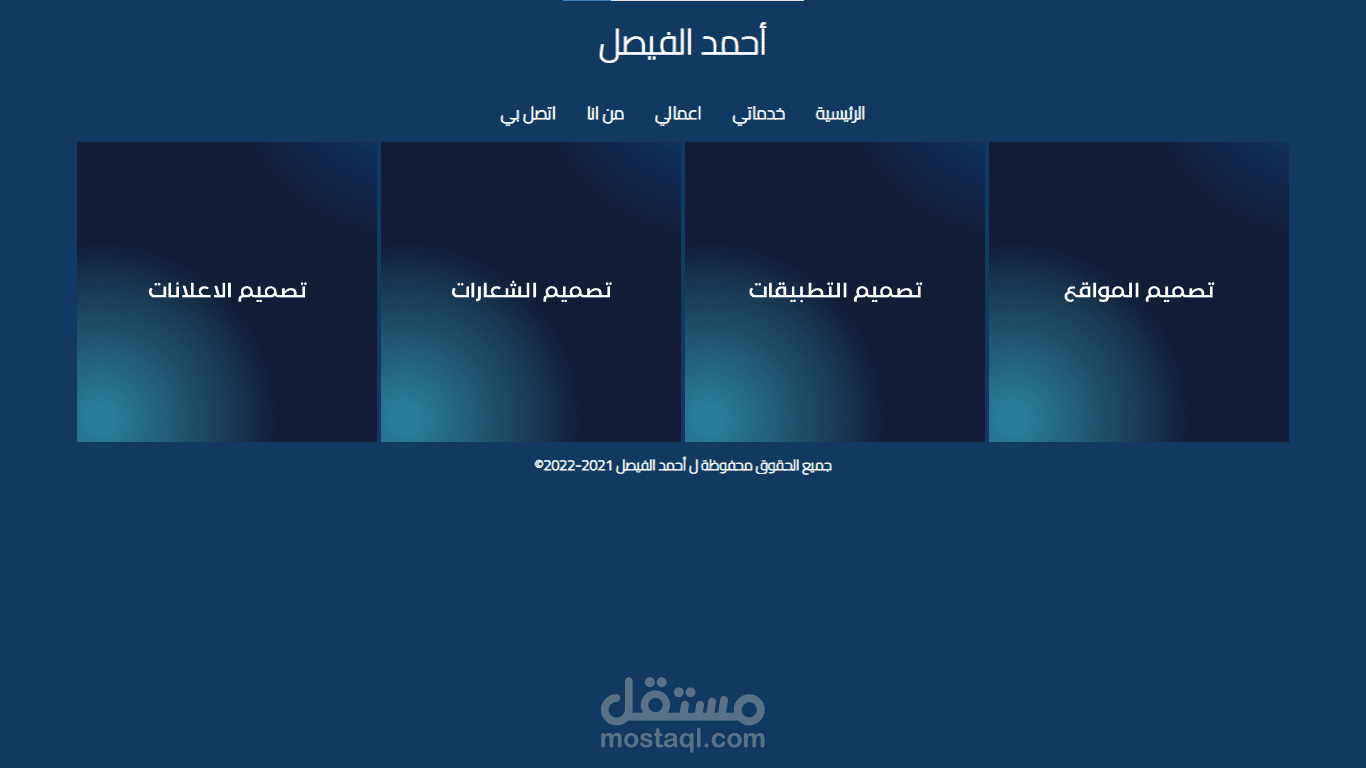 أحمد الفيصل
الرئيسية خدماتي اعمالي من انا اتصل بي
تصميم المواقع
تصميم التطبيقات
تصميم الشعارات
تصميم الاعلانات
جميع الحقوق محفوظة ل أحمد الفيصل 2021-2022©
مستقل
mostaql.com